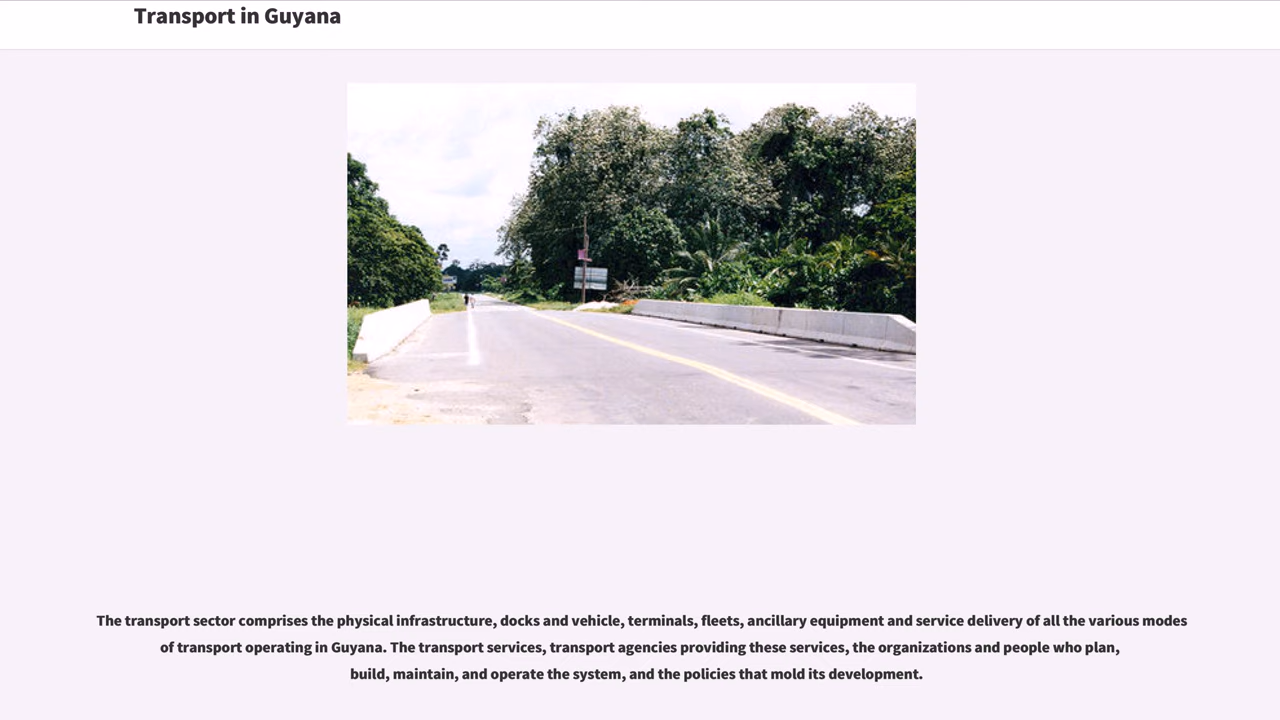 Transport in Guyana
The transport sector comprises the physical infrastructure, docks and vehicle, terminals, fleets, ancillary equipment and service delivery of all the various modes
of transport operating in Guyana. The transport services, transport agencies providing these services, the organizations and people who plan,
build, maintain, and operate the system, and the policies that mold its development.